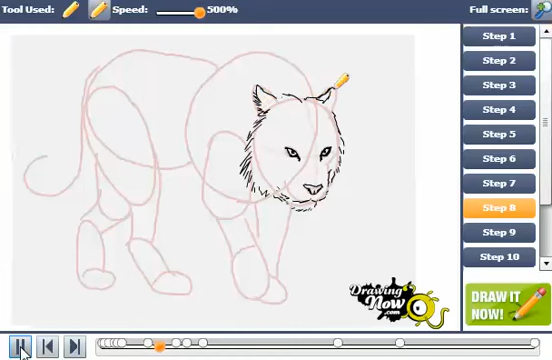 Tool Used:
Speed: 500%
Full screen:
Step 1
Step 2
Step 3
Step 4
Step 5
Step 6
Step 7
Step 8
Step 9
Step 10
Drawing
Now.com
DRAW IT
NOW!